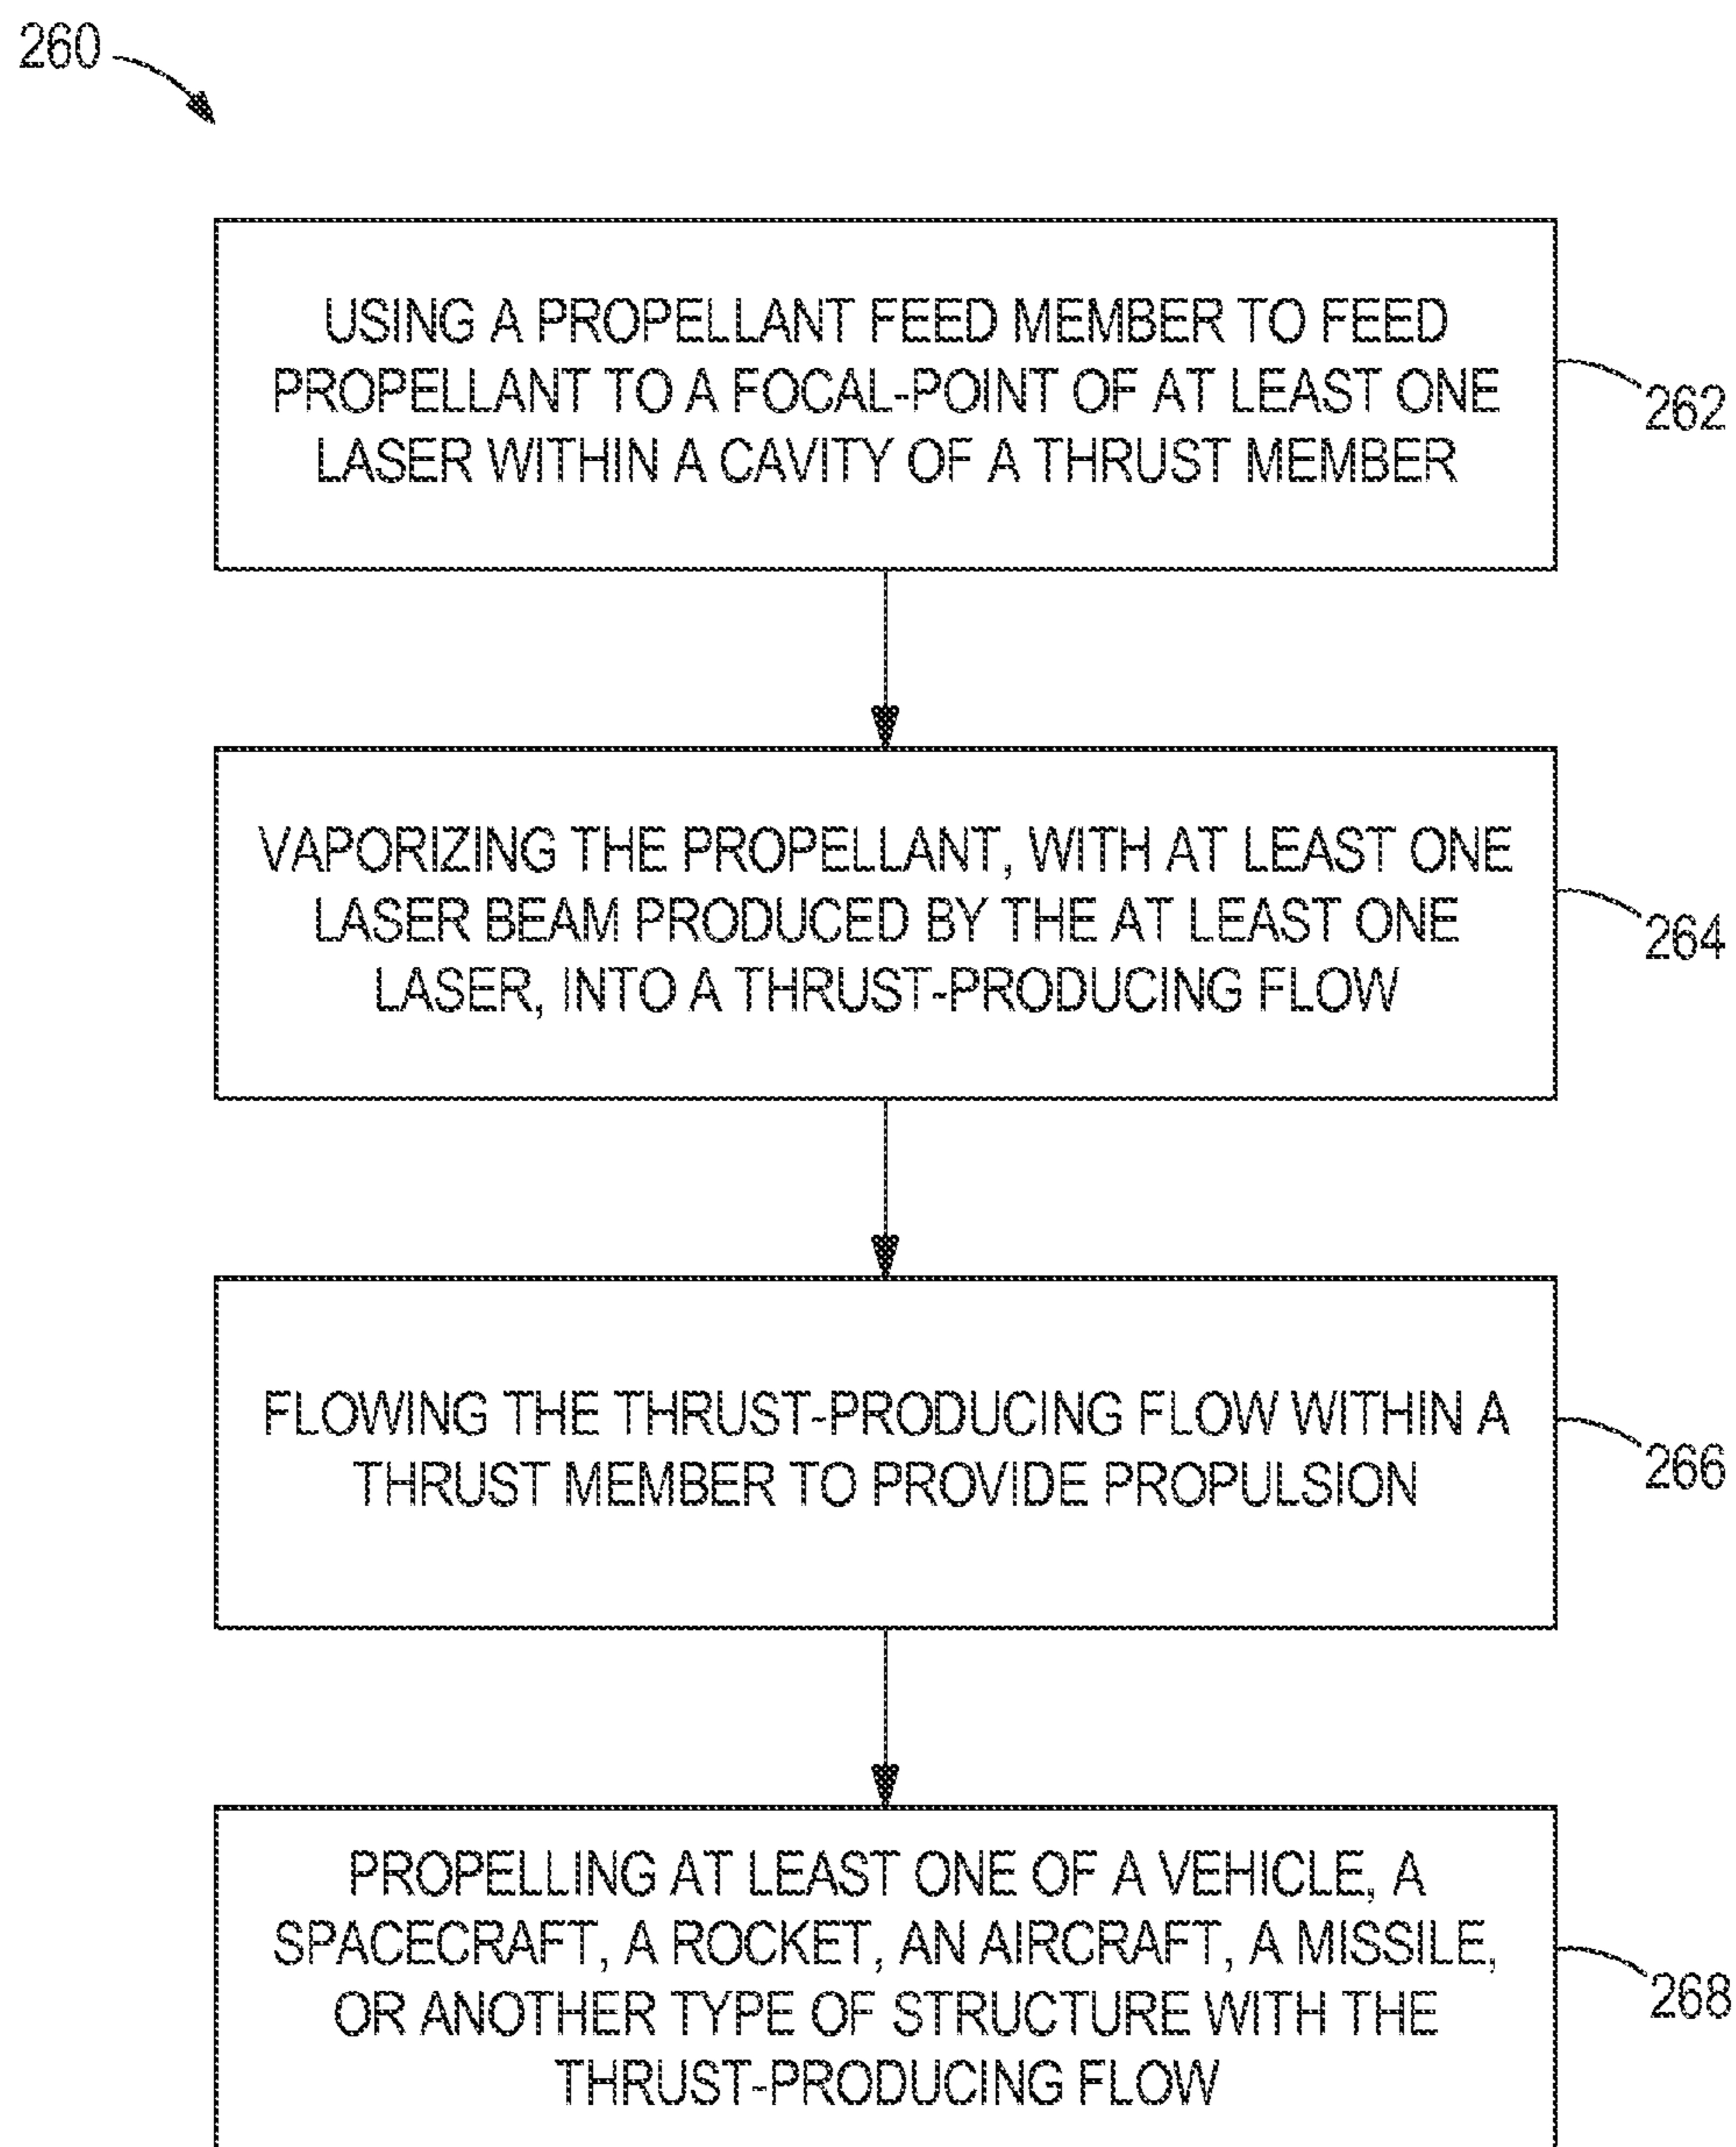 260
USING A PROPELLANT FEED MEMBER TO FEED
PROPELLANT TO A FOCAL-POINT OF AT LEAST ONE
LASER WITHIN A CAVITY OF A THRUST MEMBER
262
VAPORIZING THE PROPELLANT, WITH AT LEAST ONE
LASER BEAM PRODUCED BY THE AT LEAST ONE
LASER, INTO A THRUST-PRODUCING FLOW
264
FLOWING THE THRUST-PRODUCING FLOW WITHIN A
THRUST MEMBER TO PROVIDE PROPULSION
266
PROPELLING AT LEAST ONE OF A VEHICLE, A
SPACECRAFT, A ROCKET, AN AIRCRAFT, A MISSILE,
OR ANOTHER TYPE OF STRUCTURE WITH THE
THRUST-PRODUCING FLOW
268